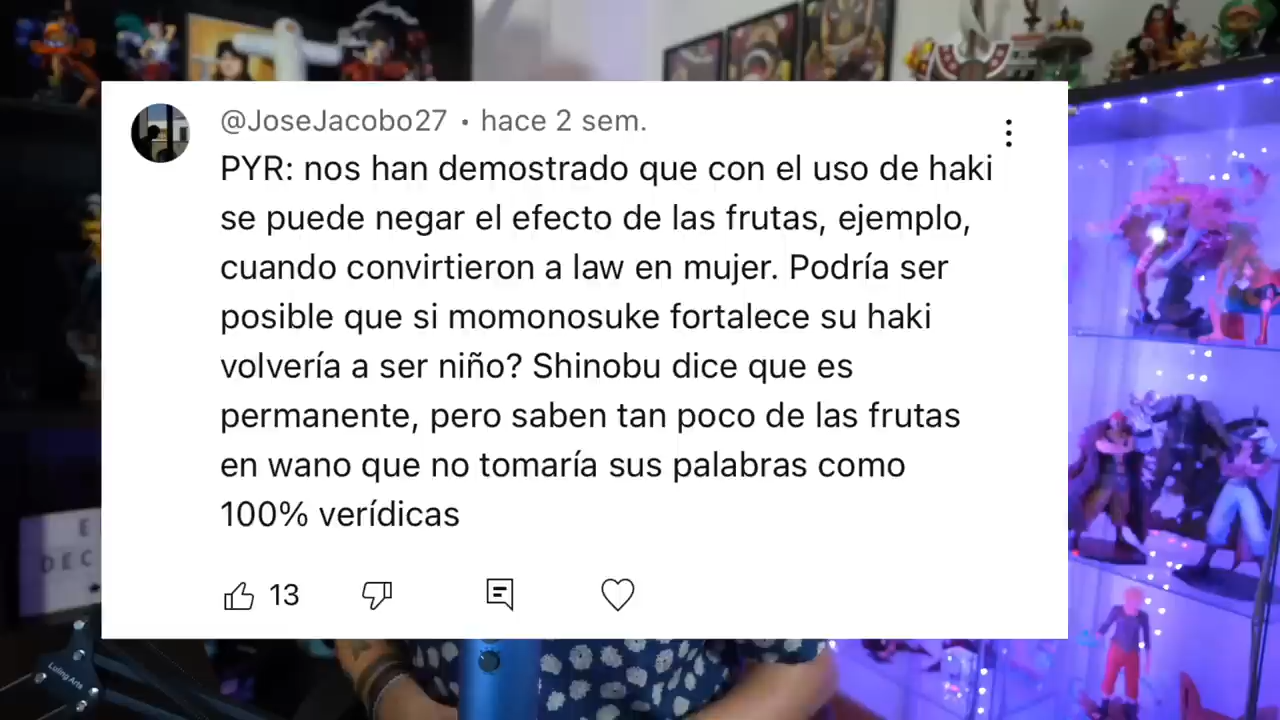 @JoseJacobo27 • hace 2 sem.
PYR: nos han demostrado que con el uso de haki
se puede negar el efecto de las frutas, ejemplo,
cuando convirtieron a law en mujer. Podría ser
posible que si momonosuke fortalece su haki
volvería a ser niño? Shinobu dice que es
permanente, pero saben tan poco de las frutas
en wano que no tomaría sus palabras como
100% verídicas
13
E
DEC
Luling Arts